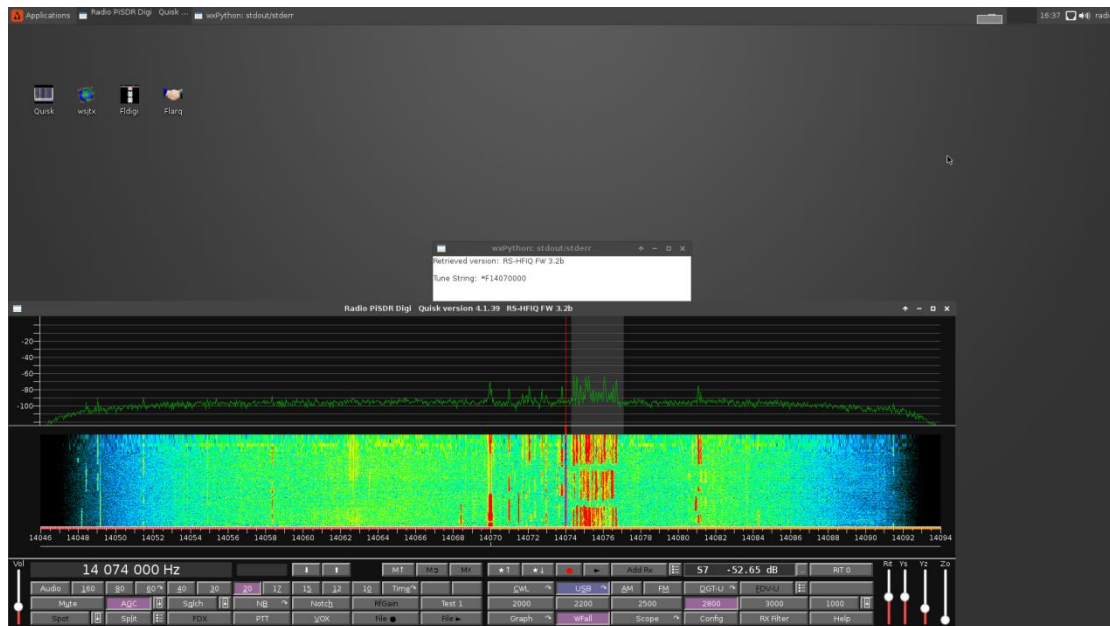 Applications Radio PiSDR Digi Quisk ... wxPython: stdout/stderr 16:37 radi
Quisk wsjtx Fldigi Flarq
wxPython: stdout/stderr
Retrieved version: RS-HFIQ FW 3.2b
Tune String: *F14070000
Radio PiSDR Digi Quisk version 4.1.39 RS-HFIQ FW 3.2b
-20
-40
-60
-80
-100
14046 14048 14050 14052 14054 14056 14058 14060 14062 14064 14066 14068 14070 14072 14074 14076 14078 14080 14082 14084 14086 14088 14090 14092 14094
Vol 14 074 000 Hz M↑ Mↄ M ★↑ ★↓ Add Rx S7 -52.65 dB .. RIT 0 Rit Ys Yz Zo
Audio 160 80 60 40 30 20 17 15 12 10 Time CWL USB AM FM DGT-U FDV-U
Mute AGC Sqlch NB Notch RfGain Test 1 2000 2200 2500 2800 3000 1000
Spot Split FDX PTT VOX File ● File ► Graph WFall Scope Config RX Filter Help